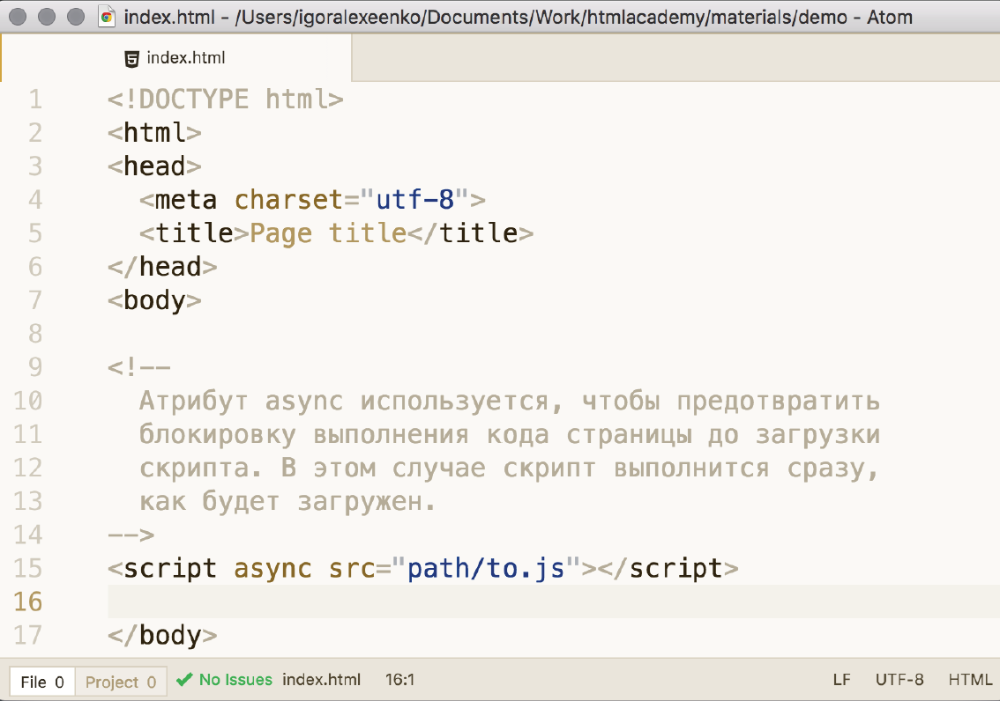 index.html - /Users/igoralexeenko/Documents/Work/htmlacademy/materials/demo - Atom
index.html
1 <!DOCTYPE html>
2 <html>
3 <head>
4 <meta charset="utf-8">
5 <title>Page title</title>
6 </head>
7 <body>
8
9 <!--
10 Атрибут async используется, чтобы предотвратить
11 блокировку выполнения кода страницы до загрузки
12 скрипта. В этом случае скрипт выполнится сразу,
13 как будет загружен.
14 -->
15 <script async src="path/to.js"></script>
16
17 </body>
File 0 Project 0 No Issues index.html 16:1 LF UTF-8 HTML